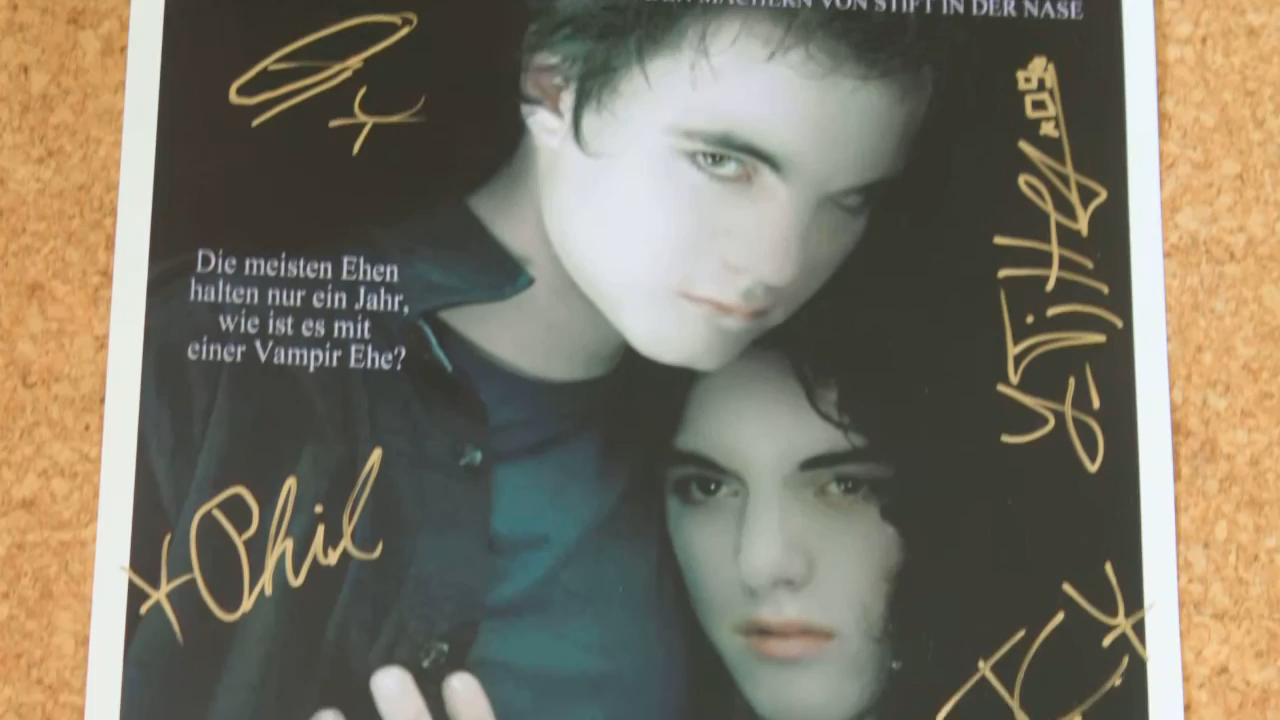 DEN MACHERN VON STIFT IN DER NASE
Die meisten Ehen
halten nur ein Jahr,
wie ist es mit
einer Vampir Ehe?
Phil